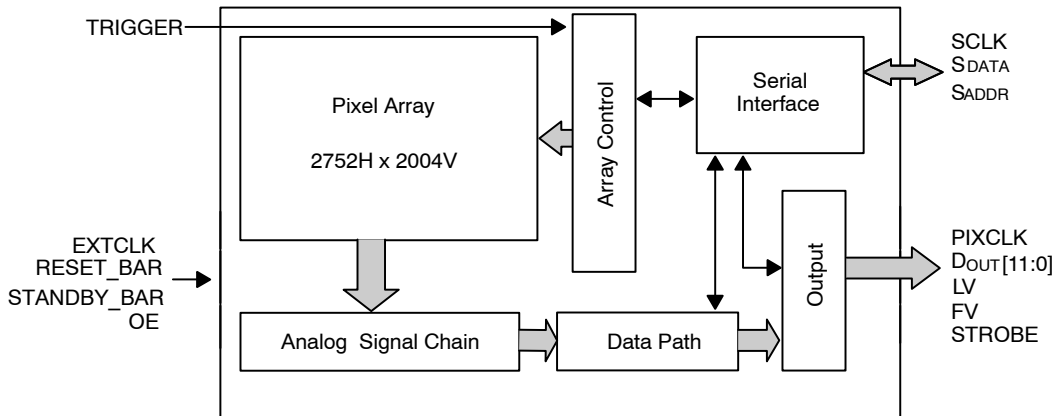 TRIGGER
Pixel Array
2752H x 2004V
Array Control
Serial
Interface
SCLK
SDATA
SADDR
EXTCLK
RESET_BAR
STANDBY_BAR
OE
Analog Signal Chain
Data Path
Output
PIXCLK
DOUT[11:0]
LV
FV
STROBE